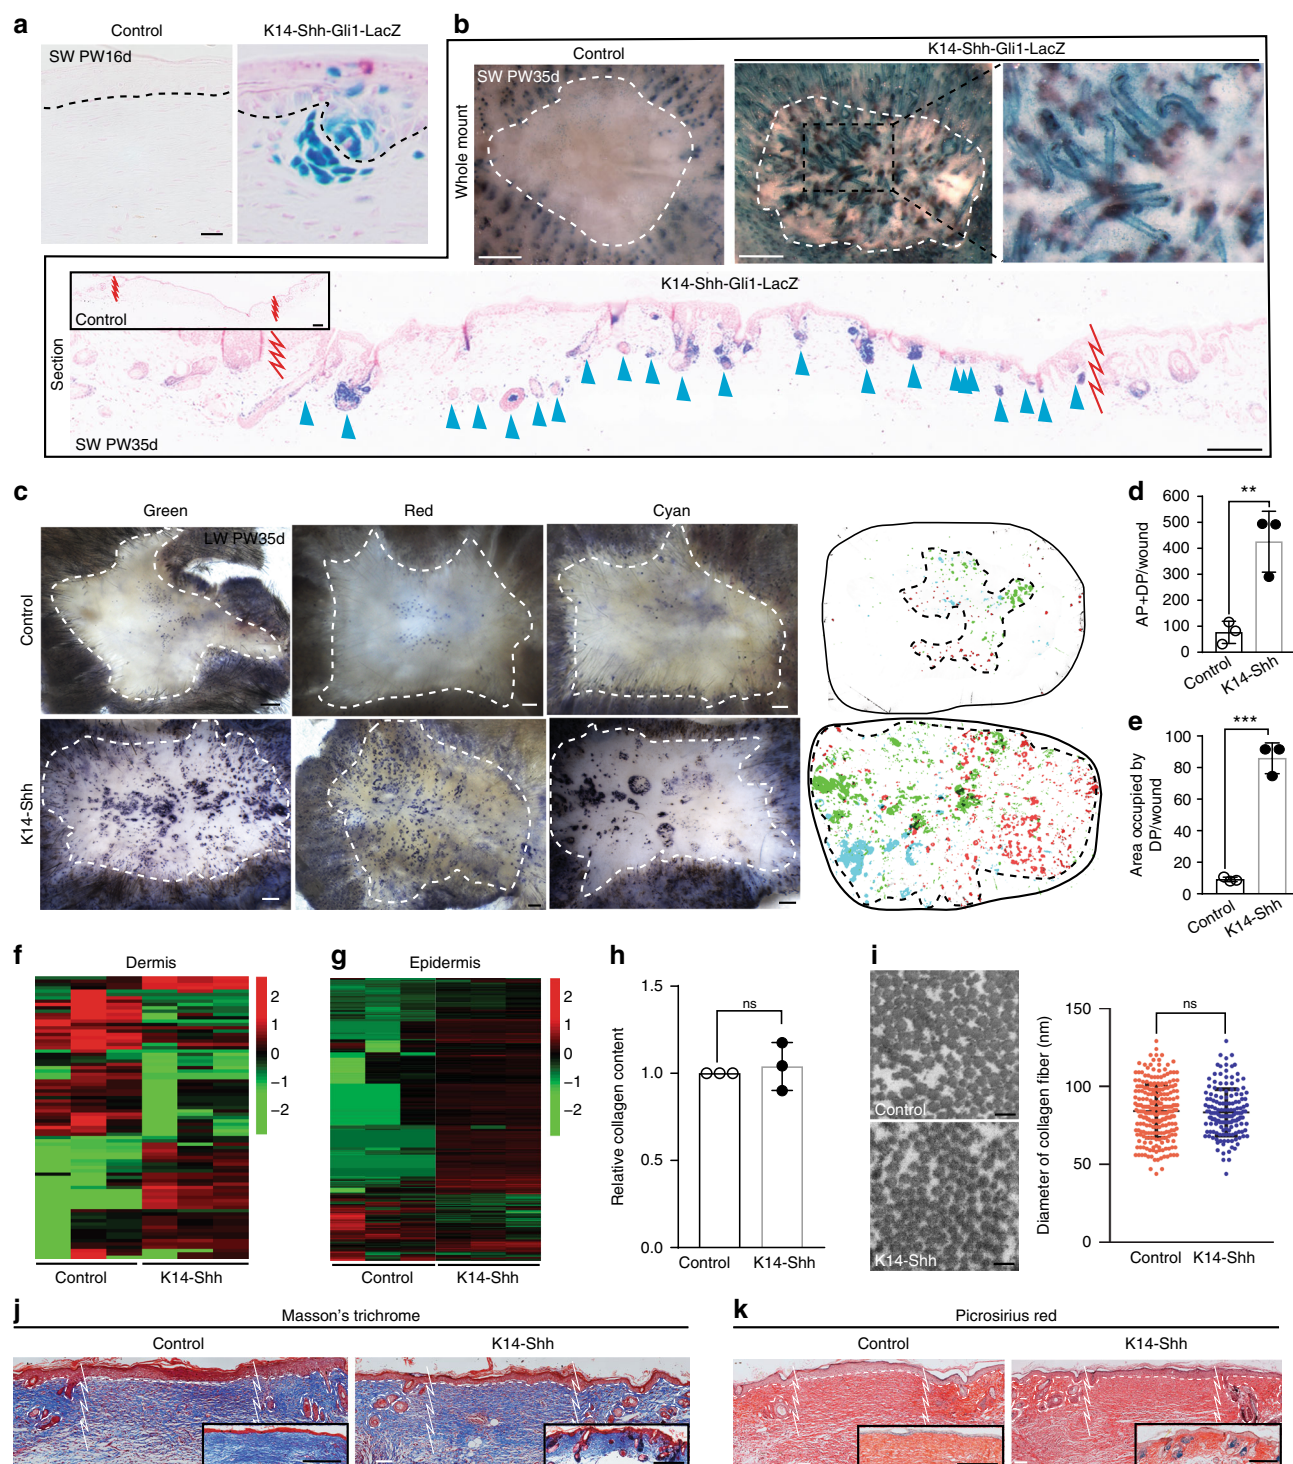 a
Control
K14-Shh-Gli1-LacZ
SW PW16d
b
Control
K14-Shh-Gli1-LacZ
Whole mount
SW PW35d
Section
Control
K14-Shh-Gli1-LacZ
SW PW35d
c
Green
Red
Cyan
LW PW35d
Control
K14-Shh
d
AP+DP/wound
600
500
400
300
200
100
0
**
Control
K14-Shh
e
Area occupied by
DP/wound
100
80
60
40
20
0
***
Control
K14-Shh
f
Dermis
2
1
0
−1
−2
Control
K14-Shh
g
Epidermis
2
1
0
−1
−2
Control
K14-Shh
h
Relative collagen content
1.5
1.0
0.5
0.0
ns
Control
K14-Shh
i
Control
K14-Shh
Diameter of collagen fiber (nm)
150
100
50
0
ns
Control
K14-Shh
j
Masson's trichrome
Control
K14-Shh
k
Picrosirius red
Control
K14-Shh